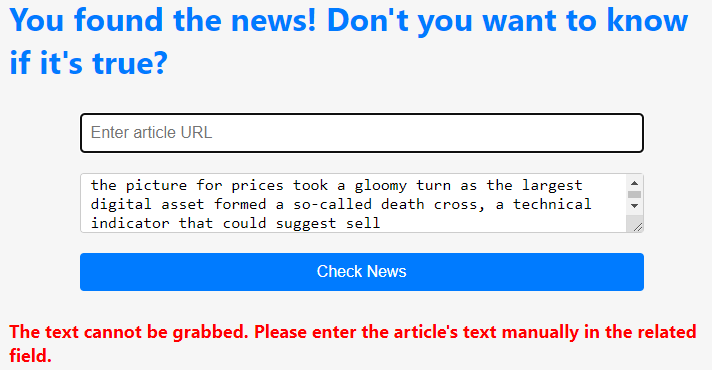 You found the news! Don't you want to know
if it's true?
Enter article URL
the picture for prices took a gloomy turn as the largest
digital asset formed a so-called death cross, a technical
indicator that could suggest sell
Check News
The text cannot be grabbed. Please enter the article's text manually in the related
field.